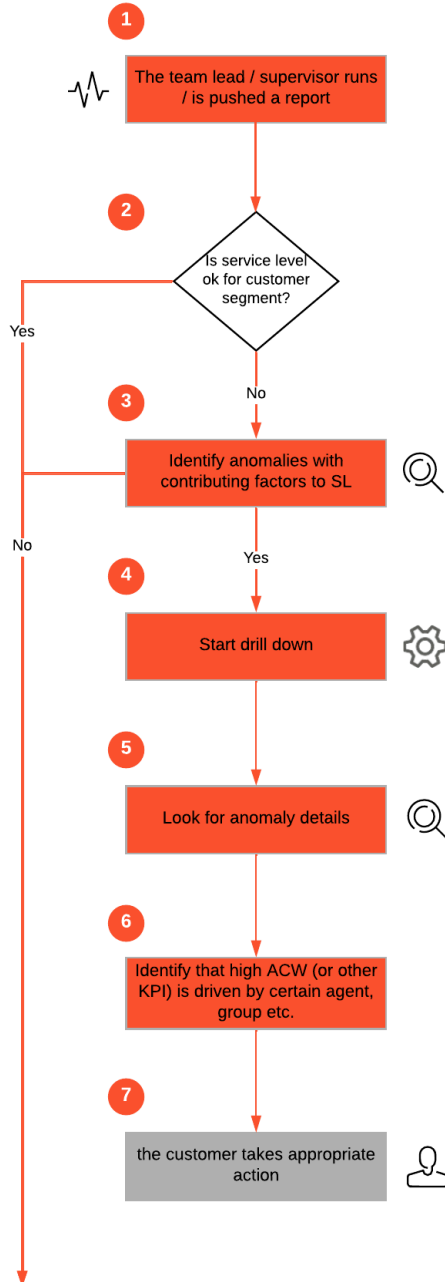 1
The team lead / supervisor runs
/ is pushed a report
2
Is service level
ok for customer
segment?
Yes
No
3
Identify anomalies with
contributing factors to SL
No
Yes
4
Start drill down
5
Look for anomaly details
6
Identify that high ACW (or other
KPI) is driven by certain agent,
group etc.
7
the customer takes appropriate
action